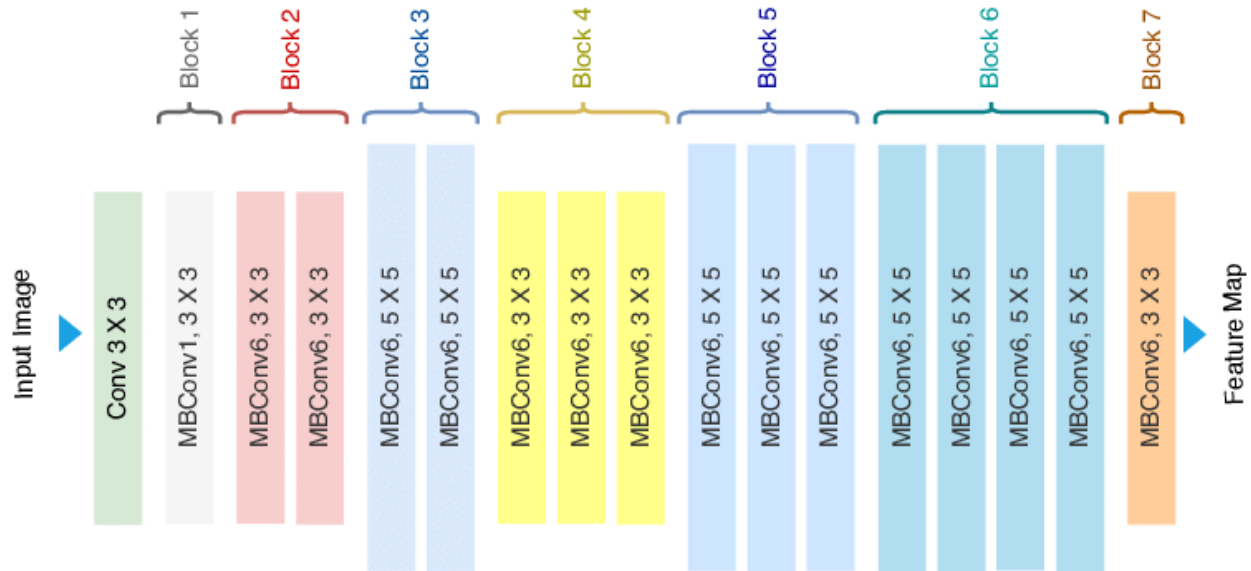 Block 1
Block 2
Block 3
Block 4
Block 5
Block 6
Block 7
Input Image
Conv 3 X 3
MBConv1, 3 X 3
MBConv6, 3 X 3
MBConv6, 3 X 3
MBConv6, 5 X 5
MBConv6, 5 X 5
MBConv6, 3 X 3
MBConv6, 3 X 3
MBConv6, 3 X 3
MBConv6, 5 X 5
MBConv6, 5 X 5
MBConv6, 5 X 5
MBConv6, 5 X 5
MBConv6, 5 X 5
MBConv6, 5 X 5
MBConv6, 5 X 5
MBConv6, 3 X 3
Feature Map